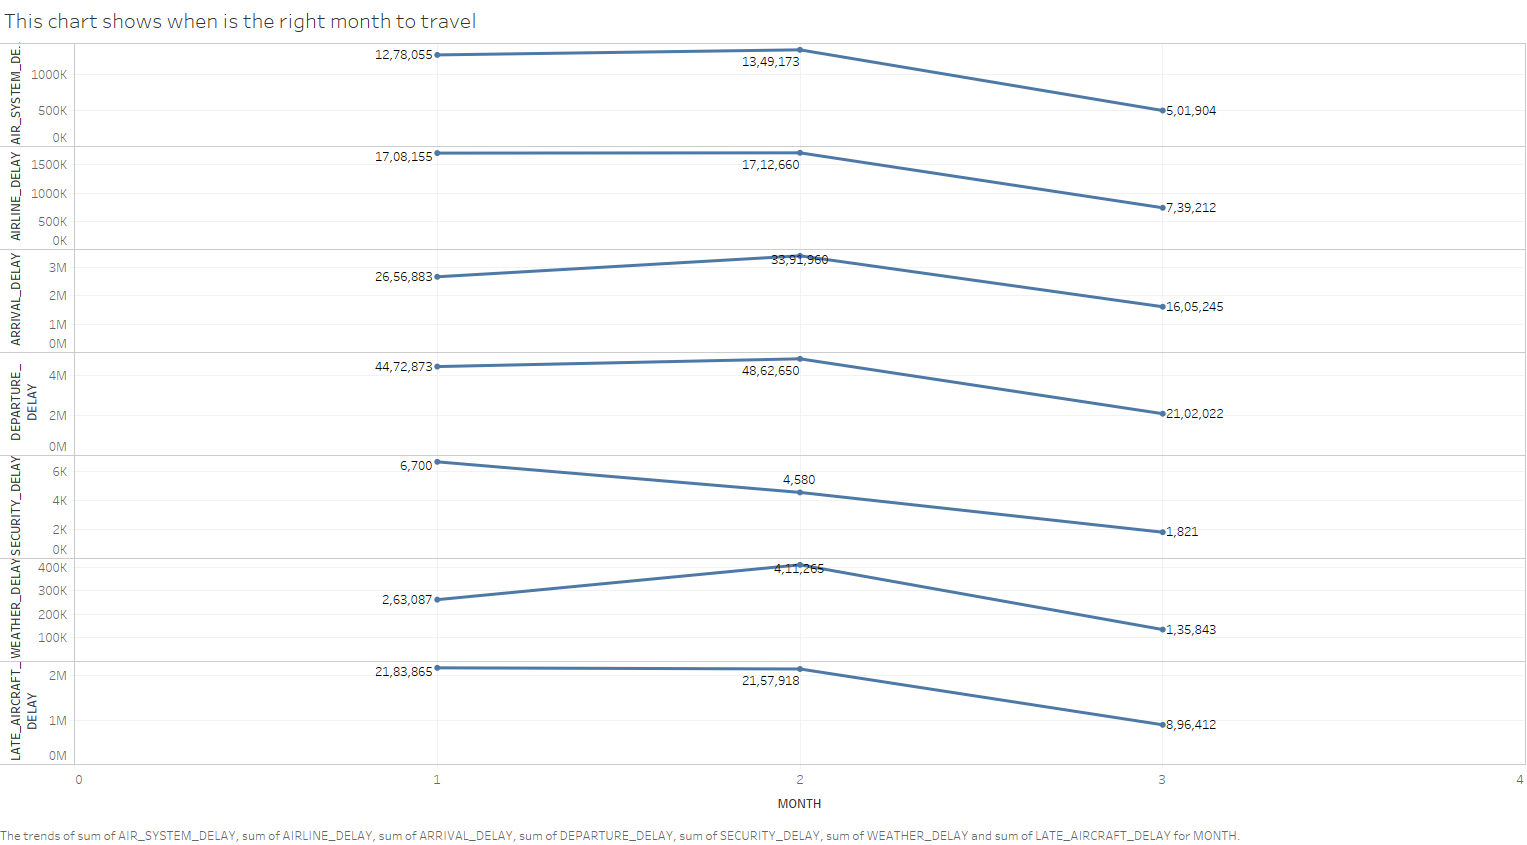 This chart shows when is the right month to travel
AIR_SYSTEM_DE..
1000K
500K
0K
12,78,055
13,49,173
5,01,904
AIRLINE_DELAY
1500K
1000K
500K
0K
17,08,155
17,12,660
7,39,212
ARRIVAL_DELAY
3M
2M
1M
0M
26,56,883
33,91,960
16,05,245
DEPARTURE_
DELAY
4M
2M
0M
44,72,873
48,62,650
21,02,022
SECURITY_DELAY
6K
4K
2K
0K
6,700
4,580
1,821
WEATHER_DELAY
400K
300K
200K
100K
2,63,087
4,11,265
1,35,843
LATE_AIRCRAFT_
DELAY
2M
1M
0M
21,83,865
21,57,918
8,96,412
0 1 2 3 4
MONTH
The trends of sum of AIR_SYSTEM_DELAY, sum of AIRLINE_DELAY, sum of ARRIVAL_DELAY, sum of DEPARTURE_DELAY, sum of SECURITY_DELAY, sum of WEATHER_DELAY and sum of LATE_AIRCRAFT_DELAY for MONTH.